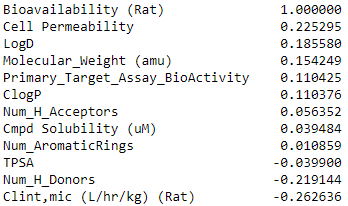 Bioavailability (Rat) 1.000000
Cell Permeability 0.225295
LogD 0.185580
Molecular_Weight (amu) 0.154249
Primary_Target_Assay_BioActivity 0.110425
ClogP 0.110376
Num_H_Acceptors 0.056352
Cmpd Solubility (uM) 0.039484
Num_AromaticRings 0.010859
TPSA -0.039900
Num_H_Donors -0.219144
Clint,mic (L/hr/kg) (Rat) -0.262636